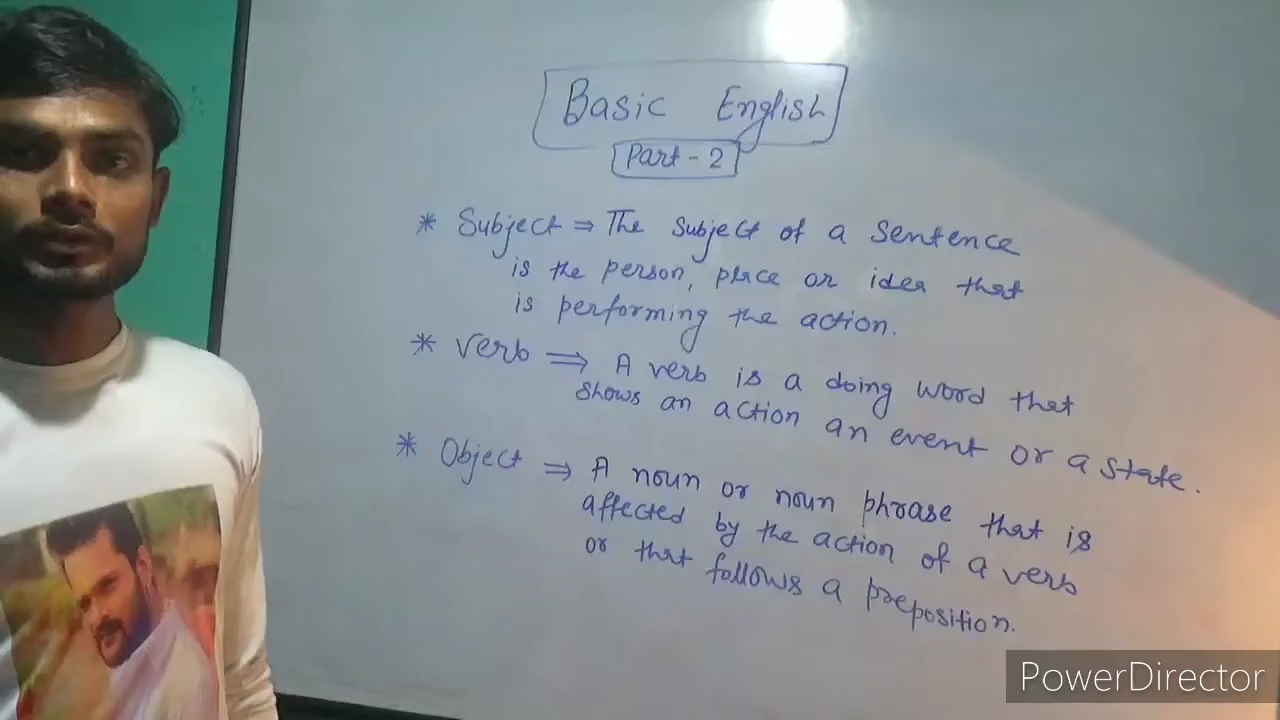 Basic English
Part - 2
* Subject ⇒ The subject of a sentence
is the person, place or idea that
is performing the action.
* Verb ⇒ A verb is a doing word that
shows an action an event or a state.
* Object ⇒ A noun or noun phrase that is
affected by the action of a verb
or that follows a preposition.
PowerDirector